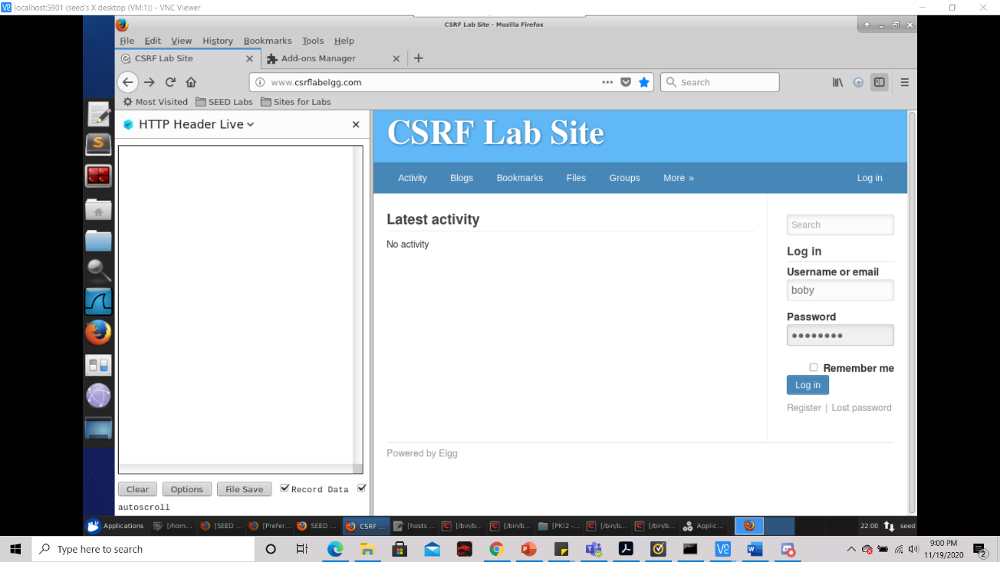 localhost:5901 (seed's X desktop (VM:1)) - VNC Viewer
CSRF Lab Site - Mozilla Firefox
File Edit View History Bookmarks Tools Help
CSRF Lab Site
Add-ons Manager
www.csrflabelgg.com
Search
Most Visited SEED Labs Sites for Labs
HTTP Header Live
CSRF Lab Site
Activity Blogs Bookmarks Files Groups More » Log in
Latest activity
No activity
Search
Log in
Username or email
boby
Password
••••••••
Remember me
Log in
Register | Lost password
Powered by Elgg
Clear Options File Save Record Data
autoscroll
Applications [/hom... [SEED ... [Prefer... SEED ... CSRF ... [hosts ... [/bin/b... [/bin/b... [PKI2 -... [/bin/b... [/bin/b... Applic... 22:00 seed
Type here to search
9:00 PM
11/19/2020
2